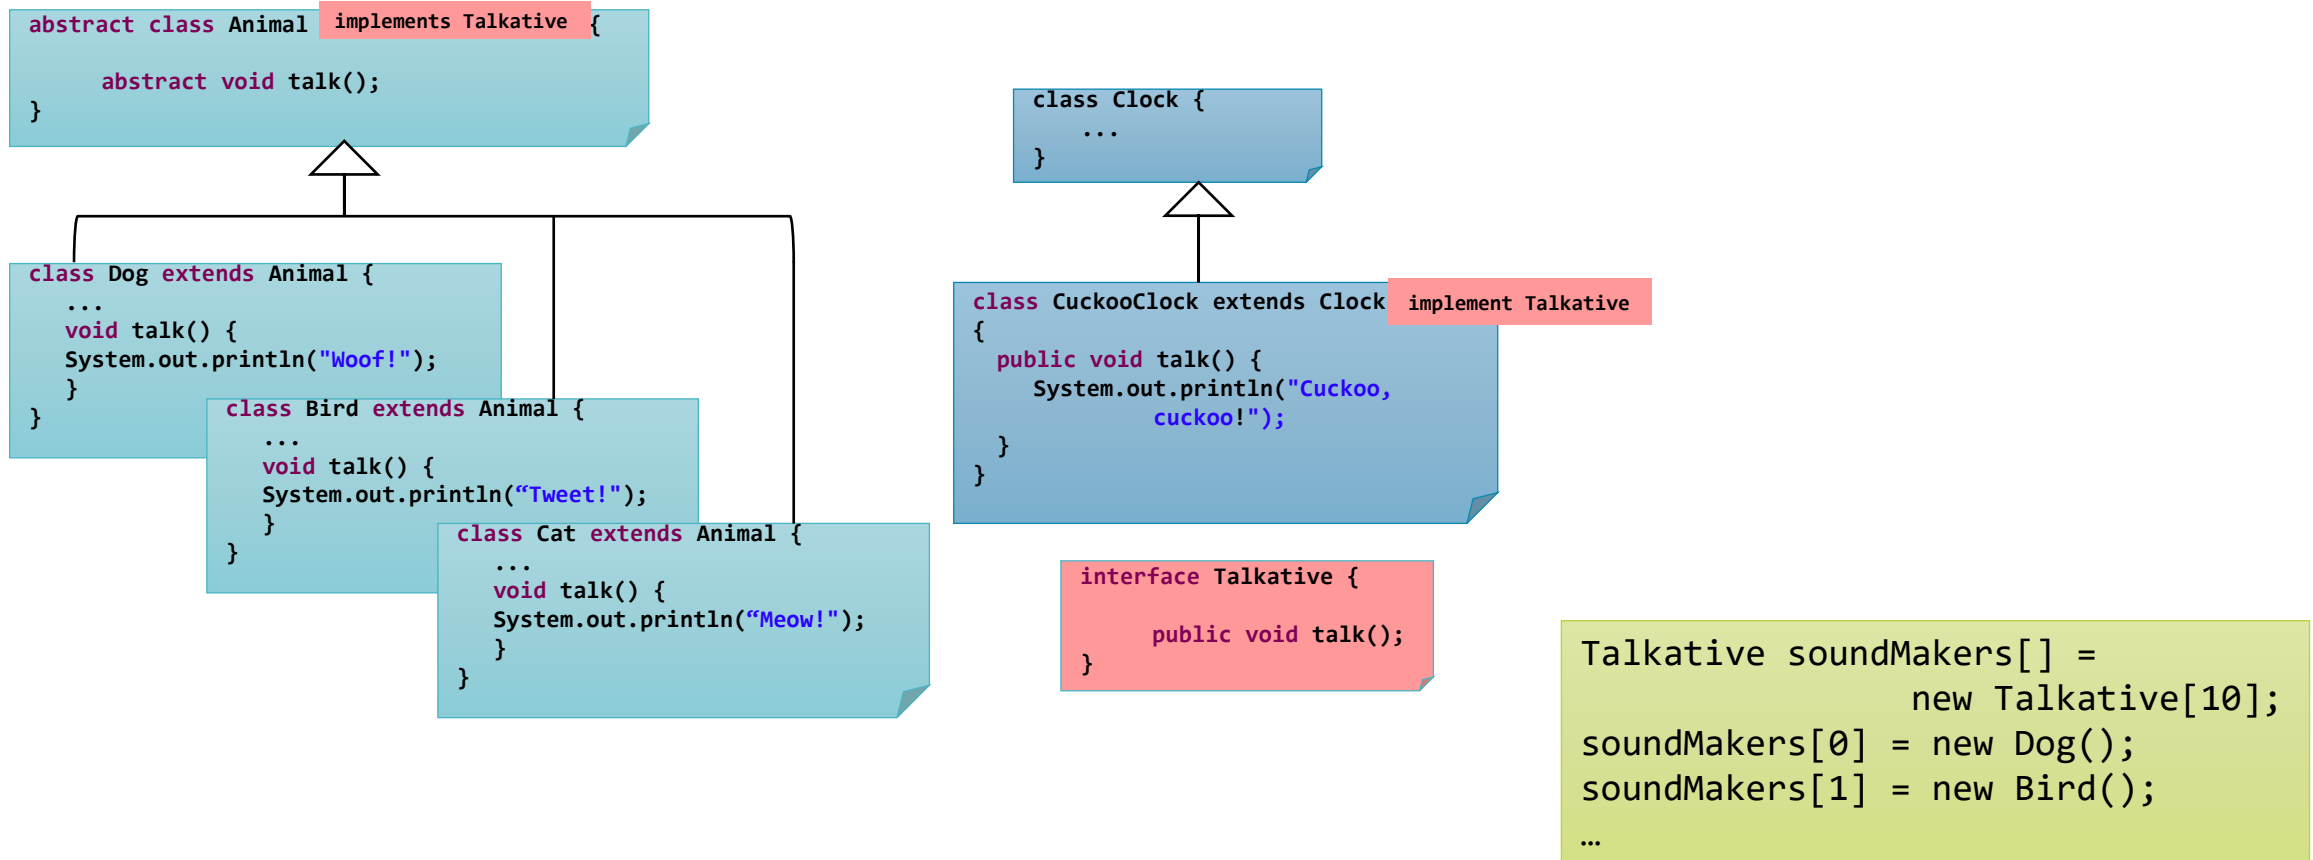 abstract class Animal implements Talkative {
abstract void talk();
}
class Dog extends Animal {
...
void talk() {
System.out.println("Woof!");
}
}
class Bird extends Animal {
...
void talk() {
System.out.println(“Tweet!");
}
}
class Cat extends Animal {
...
void talk() {
System.out.println(“Meow!");
}
}
class Clock {
...
}
class CuckooClock extends Clock implement Talkative
{
public void talk() {
System.out.println("Cuckoo,
cuckoo!");
}
}
interface Talkative {
public void talk();
}
Talkative soundMakers[] =
new Talkative[10];
soundMakers[0] = new Dog();
soundMakers[1] = new Bird();
…